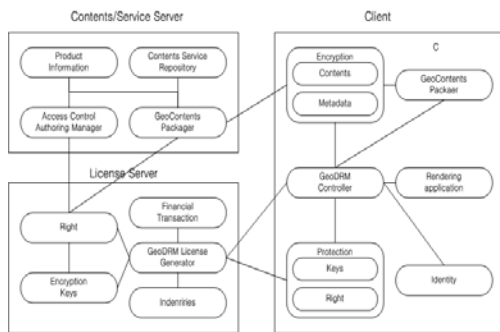 Contents/Service Server
Product
Information
Contents Service
Repository
Access Control
Authoring Manager
GeoContents
Packager
License Server
Right
Encryption
Keys
Financial
Transaction
GeoDRM License
Generator
Indenriries
Client
C
Encryption
Contents
Metadata
GeoContents
Packaer
GeoDRM
Controller
Rendering
application
Protection
Keys
Right
Identity